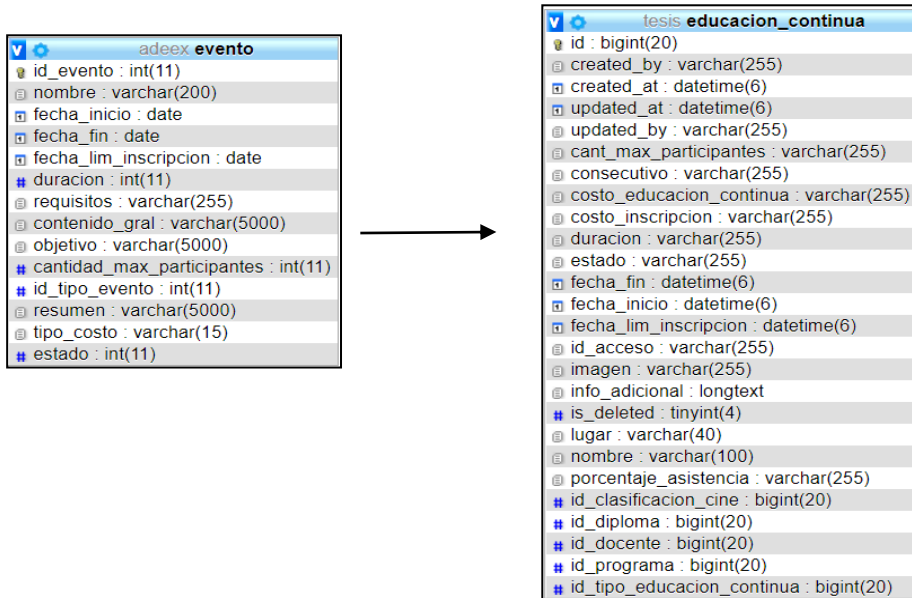 adeex evento
id_evento : int(11)
nombre : varchar(200)
fecha_inicio : date
fecha_fin : date
fecha_lim_inscripcion : date
duracion : int(11)
requisitos : varchar(255)
contenido_gral : varchar(5000)
objetivo : varchar(5000)
cantidad_max_participantes : int(11)
id_tipo_evento : int(11)
resumen : varchar(5000)
tipo_costo : varchar(15)
estado : int(11)
tesis educacion_continua
id : bigint(20)
created_by : varchar(255)
created_at : datetime(6)
updated_at : datetime(6)
updated_by : varchar(255)
cant_max_participantes : varchar(255)
consecutivo : varchar(255)
costo_educacion_continua : varchar(255)
costo_inscripcion : varchar(255)
duracion : varchar(255)
estado : varchar(255)
fecha_fin : datetime(6)
fecha_inicio : datetime(6)
fecha_lim_inscripcion : datetime(6)
id_acceso : varchar(255)
imagen : varchar(255)
info_adicional : longtext
is_deleted : tinyint(4)
lugar : varchar(40)
nombre : varchar(100)
porcentaje_asistencia : varchar(255)
id_clasificacion_cine : bigint(20)
id_diploma : bigint(20)
id_docente : bigint(20)
id_programa : bigint(20)
id_tipo_educacion_continua : bigint(20)